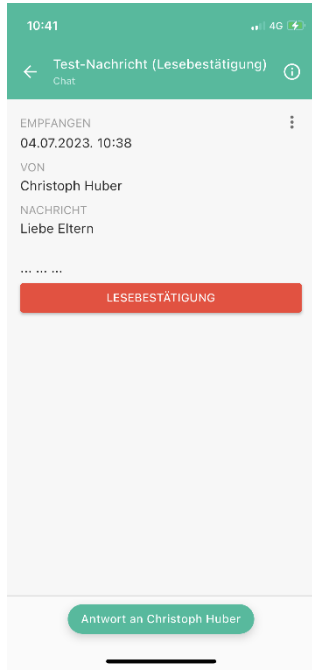 10:41
4G
Test-Nachricht (Lesebestätigung)
Chat
EMPFANGEN
04.07.2023. 10:38
VON
Christoph Huber
NACHRICHT
Liebe Eltern
... ... ...
LESEBESTÄTIGUNG
Antwort an Christoph Huber